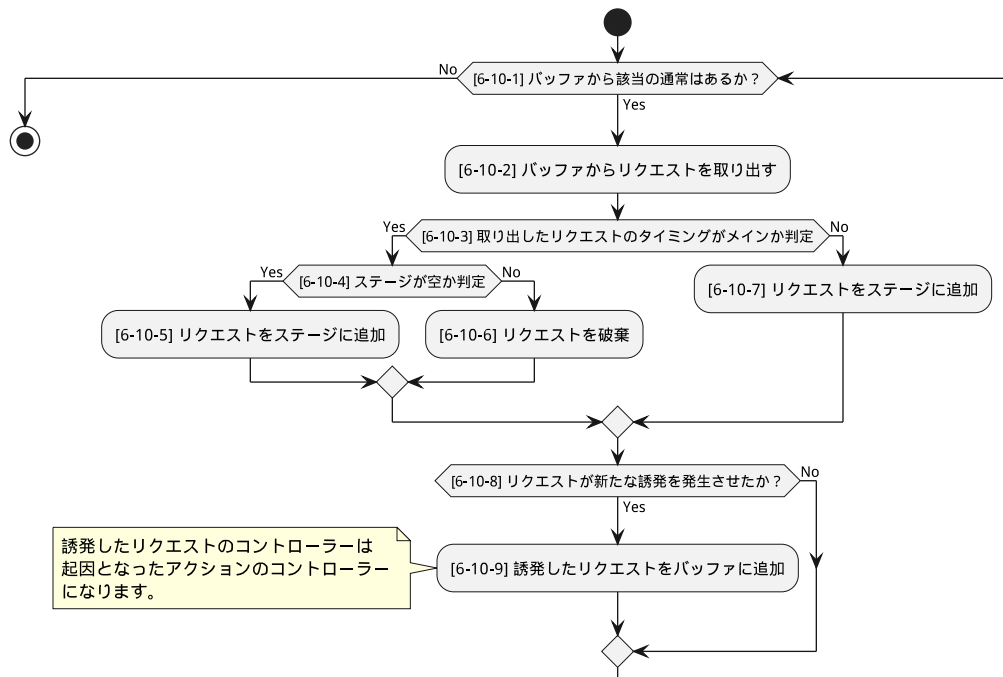 No
[6-10-1] バッファから該当の通常はあるか？
Yes
[6-10-2] バッファからリクエストを取り出す
Yes
[6-10-3] 取り出したリクエストのタイミングがメインか判定
No
Yes
[6-10-4] ステージが空か判定
No
[6-10-7] リクエストをステージに追加
[6-10-5] リクエストをステージに追加
[6-10-6] リクエストを破棄
[6-10-8] リクエストが新たな誘発を発生させたか？
No
Yes
誘発したリクエストのコントローラーは
起因となったアクションのコントローラー
になります。
[6-10-9] 誘発したリクエストをバッファに追加